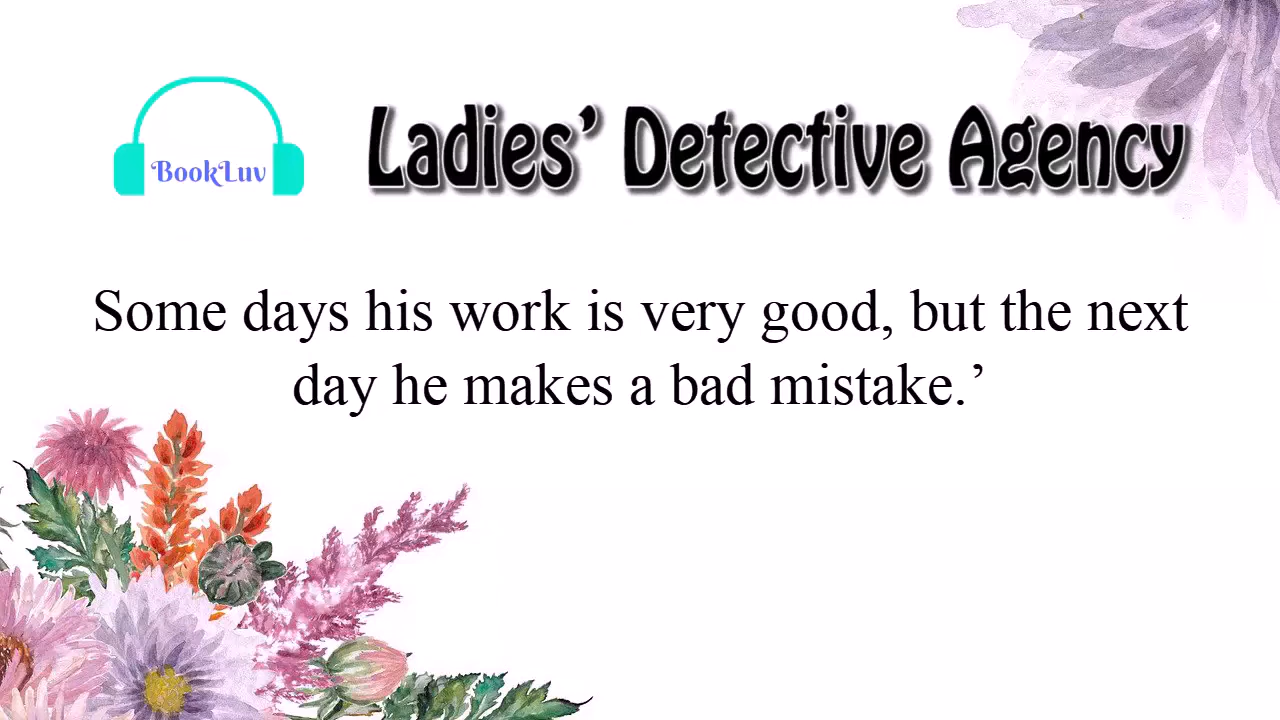 BookLuv
Ladies’ Detective Agency
Some days his work is very good, but the next
day he makes a bad mistake.’